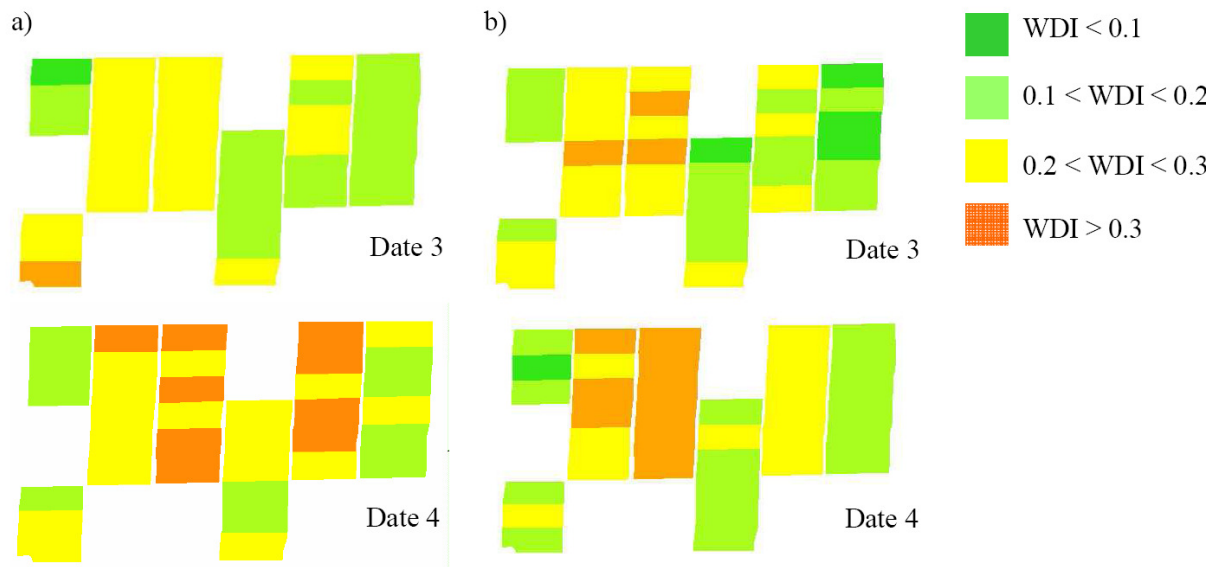 a)
b)
WDI < 0.1
0.1 < WDI < 0.2
0.2 < WDI < 0.3
WDI > 0.3
Date 3
Date 3
Date 4
Date 4